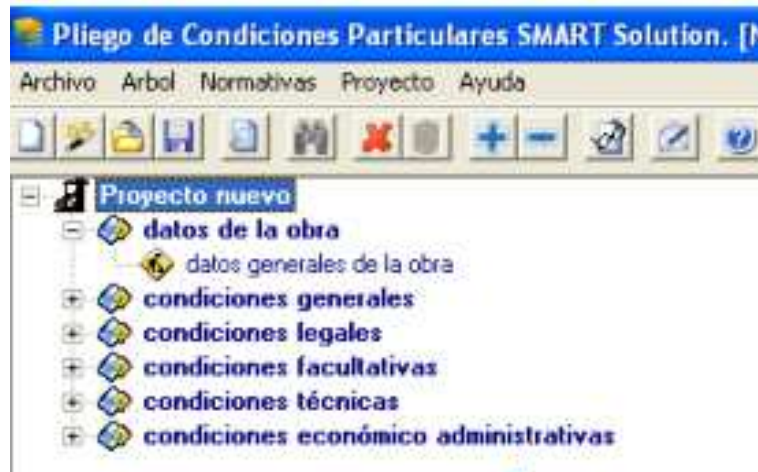 Pliego de Condiciones Particulares SMART Solution. [N
Archivo Arbol Normativas Proyecto Ayuda
Proyecto nuevo
datos de la obra
datos generales de la obra
condiciones generales
condiciones legales
condiciones facultativas
condiciones técnicas
condiciones económico administrativas